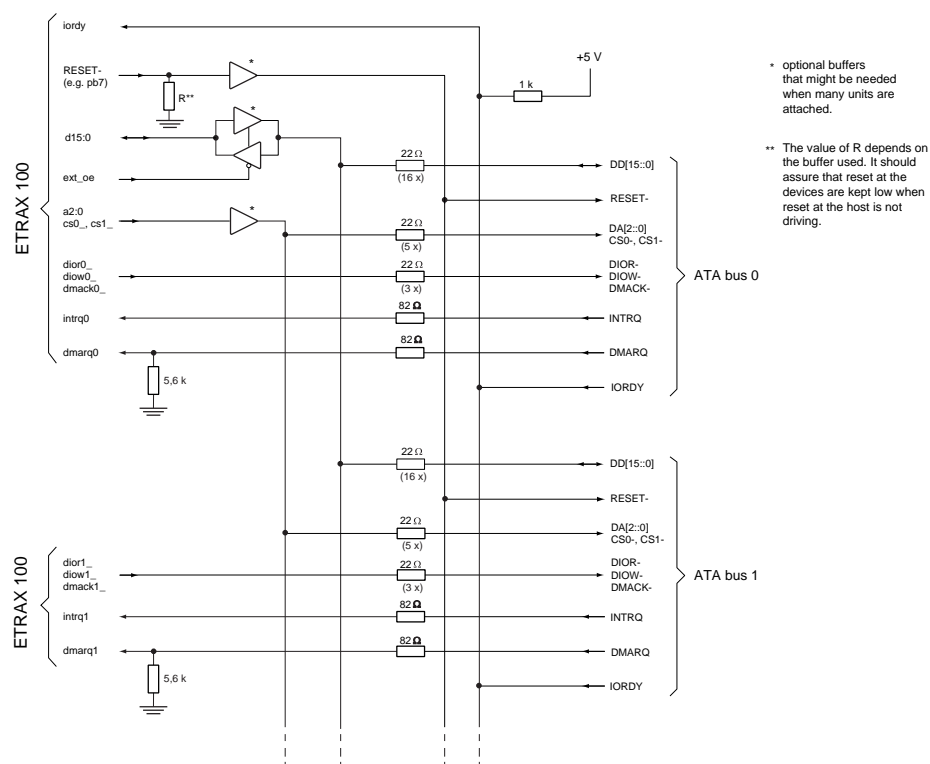 iordy
+5 V
RESET-
(e.g. pb7)
*
1 k
R**
*
d15:0
22 Ω
(16 x)
DD[15::0]
ext_oe
RESET-
a2:0
cs0_, cs1_
*
22 Ω
(5 x)
DA[2::0]
CS0-, CS1-
dior0_
diow0_
dmack0_
22 Ω
(3 x)
DIOR-
DIOW-
DMACK-
intrq0
82 Ω
INTRQ
dmarq0
82 Ω
DMARQ
5,6 k
IORDY
ETRAX 100
ATA bus 0
* optional buffers
that might be needed
when many units are
attached.
** The value of R depends on
the buffer used. It should
assure that reset at the
devices are kept low when
reset at the host is not
driving.
22 Ω
(16 x)
DD[15::0]
RESET-
22 Ω
(5 x)
DA[2::0]
CS0-, CS1-
dior1_
diow1_
dmack1_
22 Ω
(3 x)
DIOR-
DIOW-
DMACK-
intrq1
82 Ω
INTRQ
dmarq1
82 Ω
DMARQ
5,6 k
IORDY
ETRAX 100
ATA bus 1